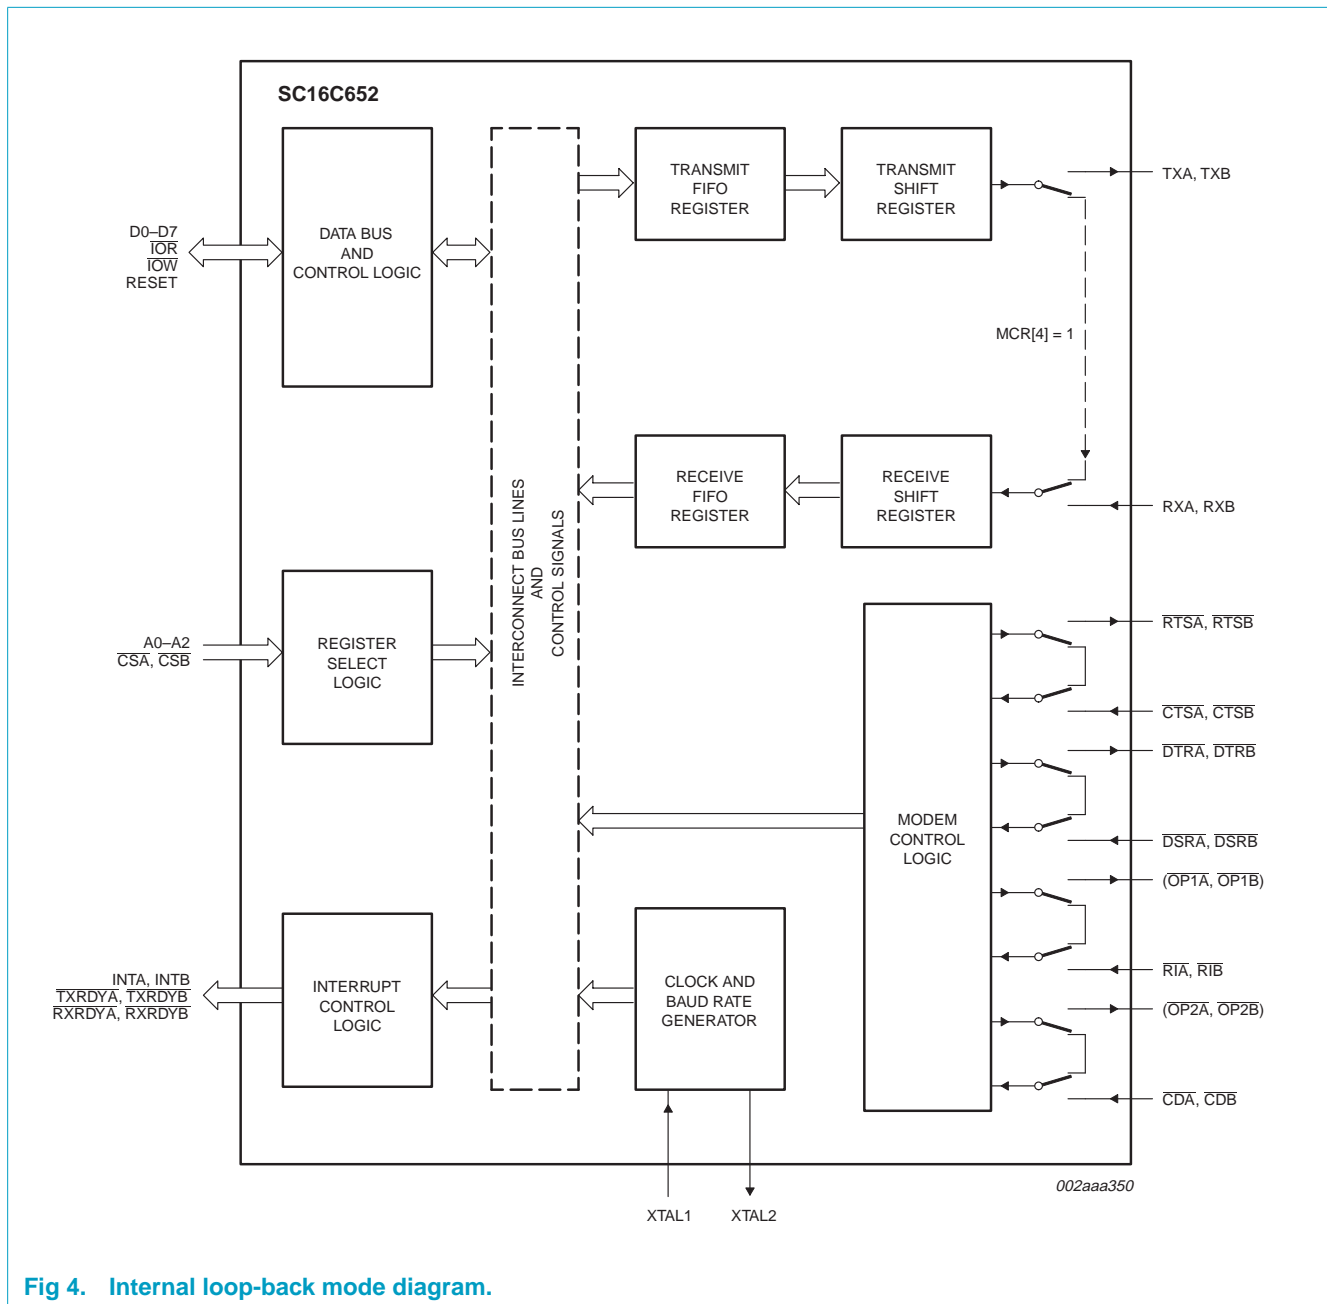 SC16C652
D0–D7
IOR
IOW
RESET
DATA BUS
AND
CONTROL LOGIC
TRANSMIT
FIFO
REGISTER
TRANSMIT
SHIFT
REGISTER
TXA, TXB
MCR[4] = 1
RECEIVE
FIFO
REGISTER
RECEIVE
SHIFT
REGISTER
RXA, RXB
INTERCONNECT BUS LINES
AND
CONTROL SIGNALS
A0–A2
CSA, CSB
REGISTER
SELECT
LOGIC
MODEM
CONTROL
LOGIC
RTSA, RTSB
CTSA, CTSB
DTRA, DTRB
DSRA, DSRB
(OP1A, OP1B)
RIA, RIB
(OP2A, OP2B)
CDA, CDB
INTA, INTB
TXRDYA, TXRDYB
RXRDYA, RXRDYB
INTERRUPT
CONTROL
LOGIC
CLOCK AND
BAUD RATE
GENERATOR
XTAL1
XTAL2
002aaa350
Fig 4. Internal loop-back mode diagram.